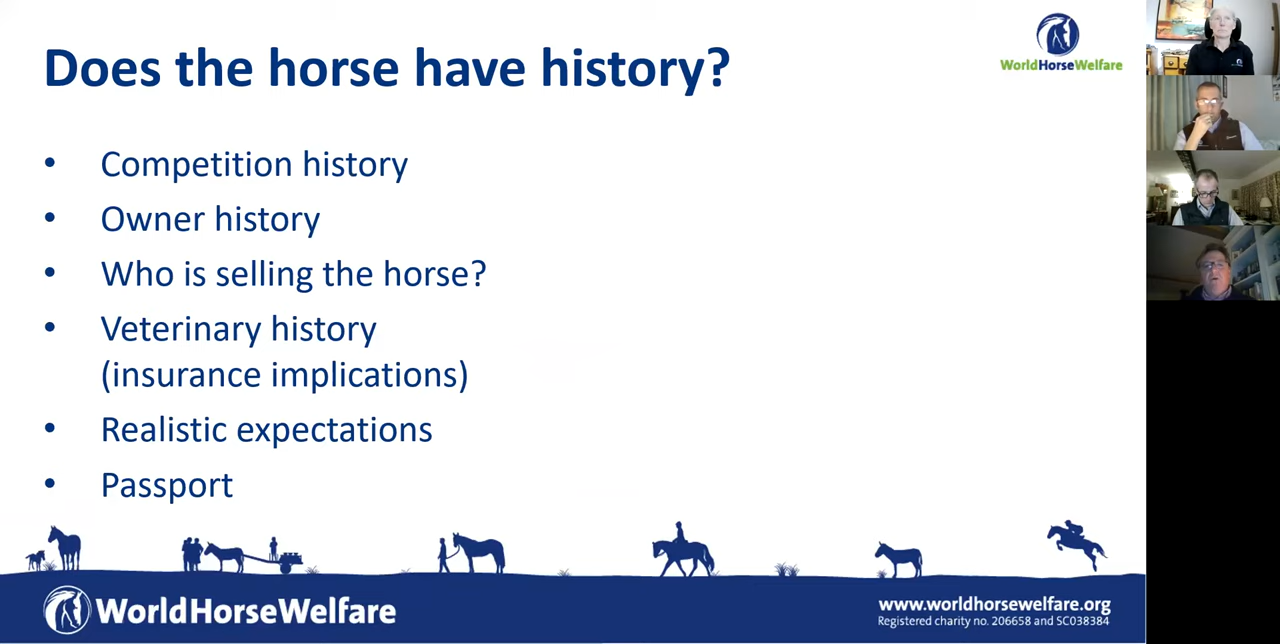 Does the horse have history?
WorldHorseWelfare
• Competition history
• Owner history
• Who is selling the horse?
• Veterinary history
(insurance implications)
• Realistic expectations
• Passport
WorldHorseWelfare
www.worldhorsewelfare.org
Registered charity no. 206658 and SC038384